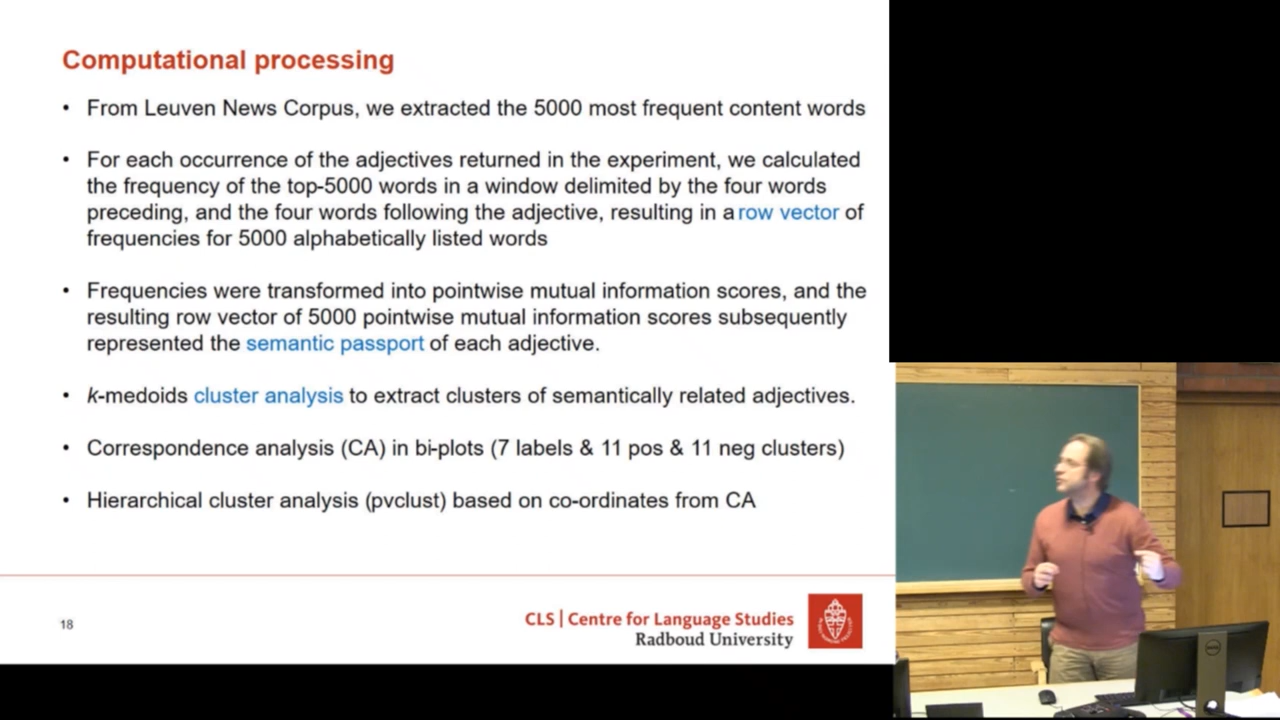 Computational processing
• From Leuven News Corpus, we extracted the 5000 most frequent content words
• For each occurrence of the adjectives returned in the experiment, we calculated
the frequency of the top-5000 words in a window delimited by the four words
preceding, and the four words following the adjective, resulting in a row vector of
frequencies for 5000 alphabetically listed words
• Frequencies were transformed into pointwise mutual information scores, and the
resulting row vector of 5000 pointwise mutual information scores subsequently
represented the semantic passport of each adjective.
• k-medoids cluster analysis to extract clusters of semantically related adjectives.
• Correspondence analysis (CA) in bi-plots (7 labels & 11 pos & 11 neg clusters)
• Hierarchical cluster analysis (pvclust) based on co-ordinates from CA
18
CLS | Centre for Language Studies
Radboud University